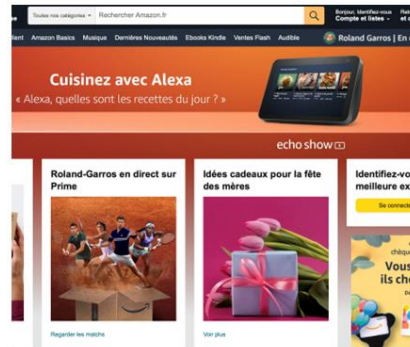 Toutes nos catégories
Rechercher Amazon.fr
Bonjour, Identifiez-vous
Compte et listes
Amazon Basics Musique Dernières Nouveautés Ebooks Kindle Ventes Flash Audible
Roland Garros | En
Cuisinez avec Alexa
« Alexa, quelles sont les recettes du jour ? »
echo show
Roland-Garros en direct sur
Prime
Regarder les matchs
Idées cadeaux pour la fête
des mères
Voir plus
Identifiez-vo
meilleure ex
Se connecte
chèqu
Vous
ils ch